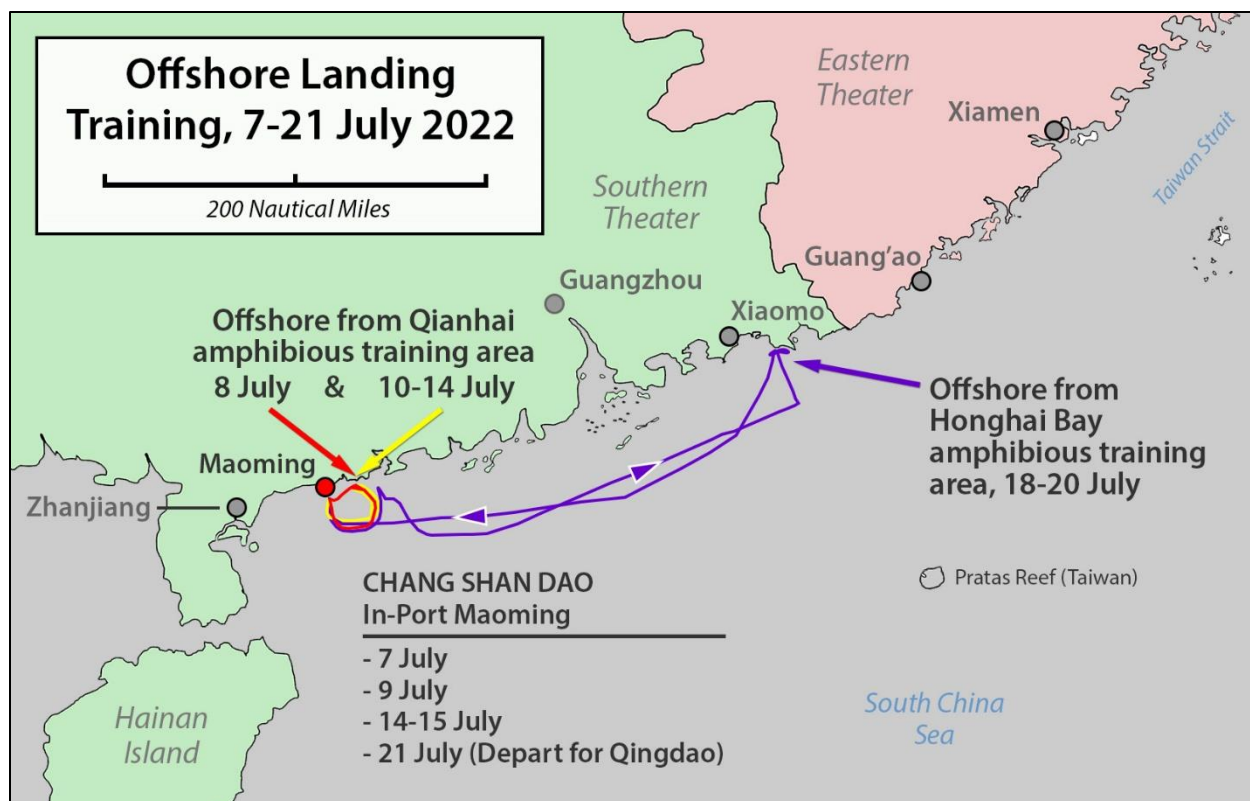 Offshore Landing
Training, 7-21 July 2022
200 Nautical Miles
Eastern
Theater
Xiamen
Taiwan Strait
Southern
Theater
Guang'ao
Guangzhou
Xiaomo
Offshore from Qianhai
amphibious training area
8 July & 10-14 July
Offshore from
Honghai Bay
amphibious training
area, 18-20 July
Maoming
Zhanjiang
CHANG SHAN DAO
In-Port Maoming
- 7 July
- 9 July
- 14-15 July
- 21 July (Depart for Qingdao)
Pratas Reef (Taiwan)
South China
Sea
Hainan
Island